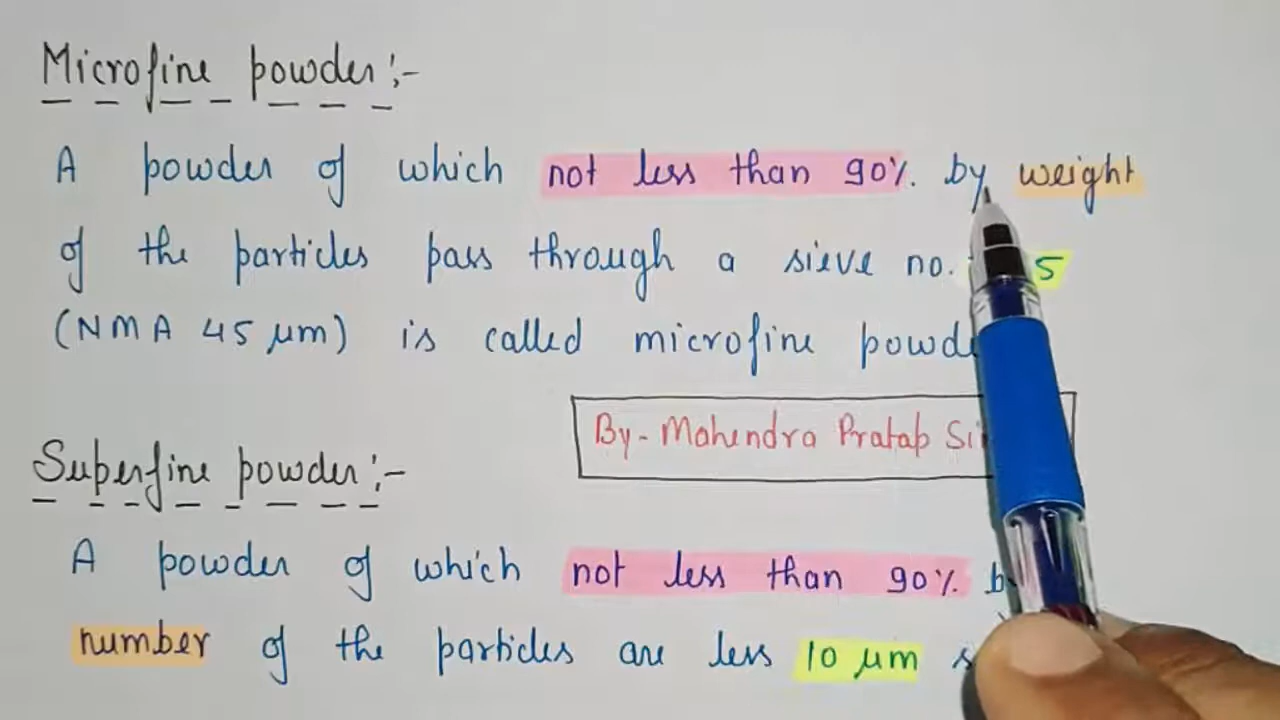 Microfine powder:-
A powder of which not less than 90% by weight
of the particles pass through a sieve no. 5
(NMA 45 μm) is called microfine
By- Mahendra Pratap
Superfine powder:-
A powder of which not less than 90%
number of the particles are less 10 μm